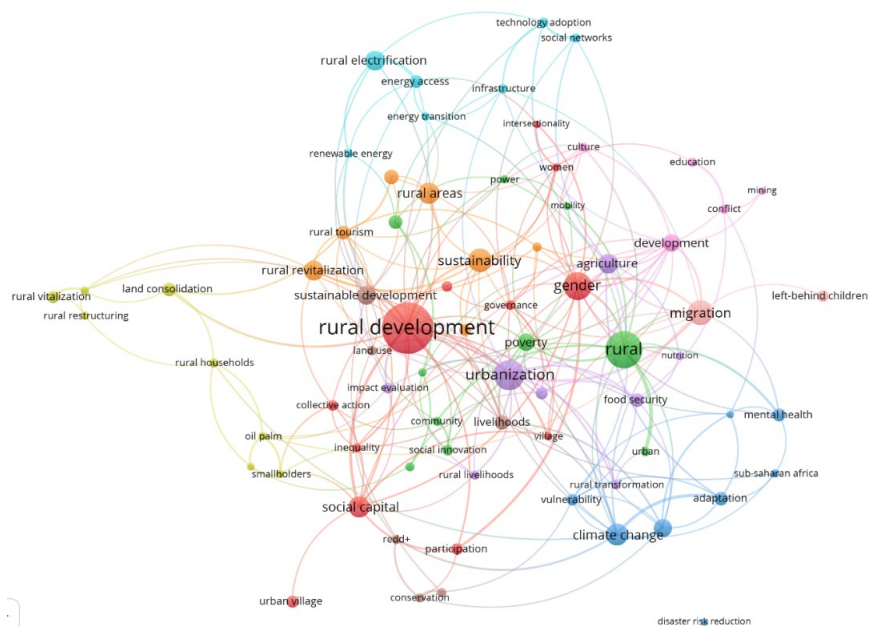 technology adoption
social networks
rural electrification
energy access
infrastructure
energy transition
intersectionality
renewable energy
culture
women
education
power
mining
rural areas
mobility
conflict
rural tourism
development
sustainability
agriculture
rural revitalization
gender
land consolidation
sustainable development
rural vitalization
left-behind children
governance
migration
rural restructuring
rural development
poverty
rural
land use
nutrition
rural households
urbanization
impact evaluation
food security
collective action
mental health
community
livelihoods
oil palm
village
inequality
social innovation
urban
smallholders
rural livelihoods
sub-saharan africa
rural transformation
vulnerability
adaptation
social capital
climate change
redd+
participation
conservation
urban village
disaster risk reduction